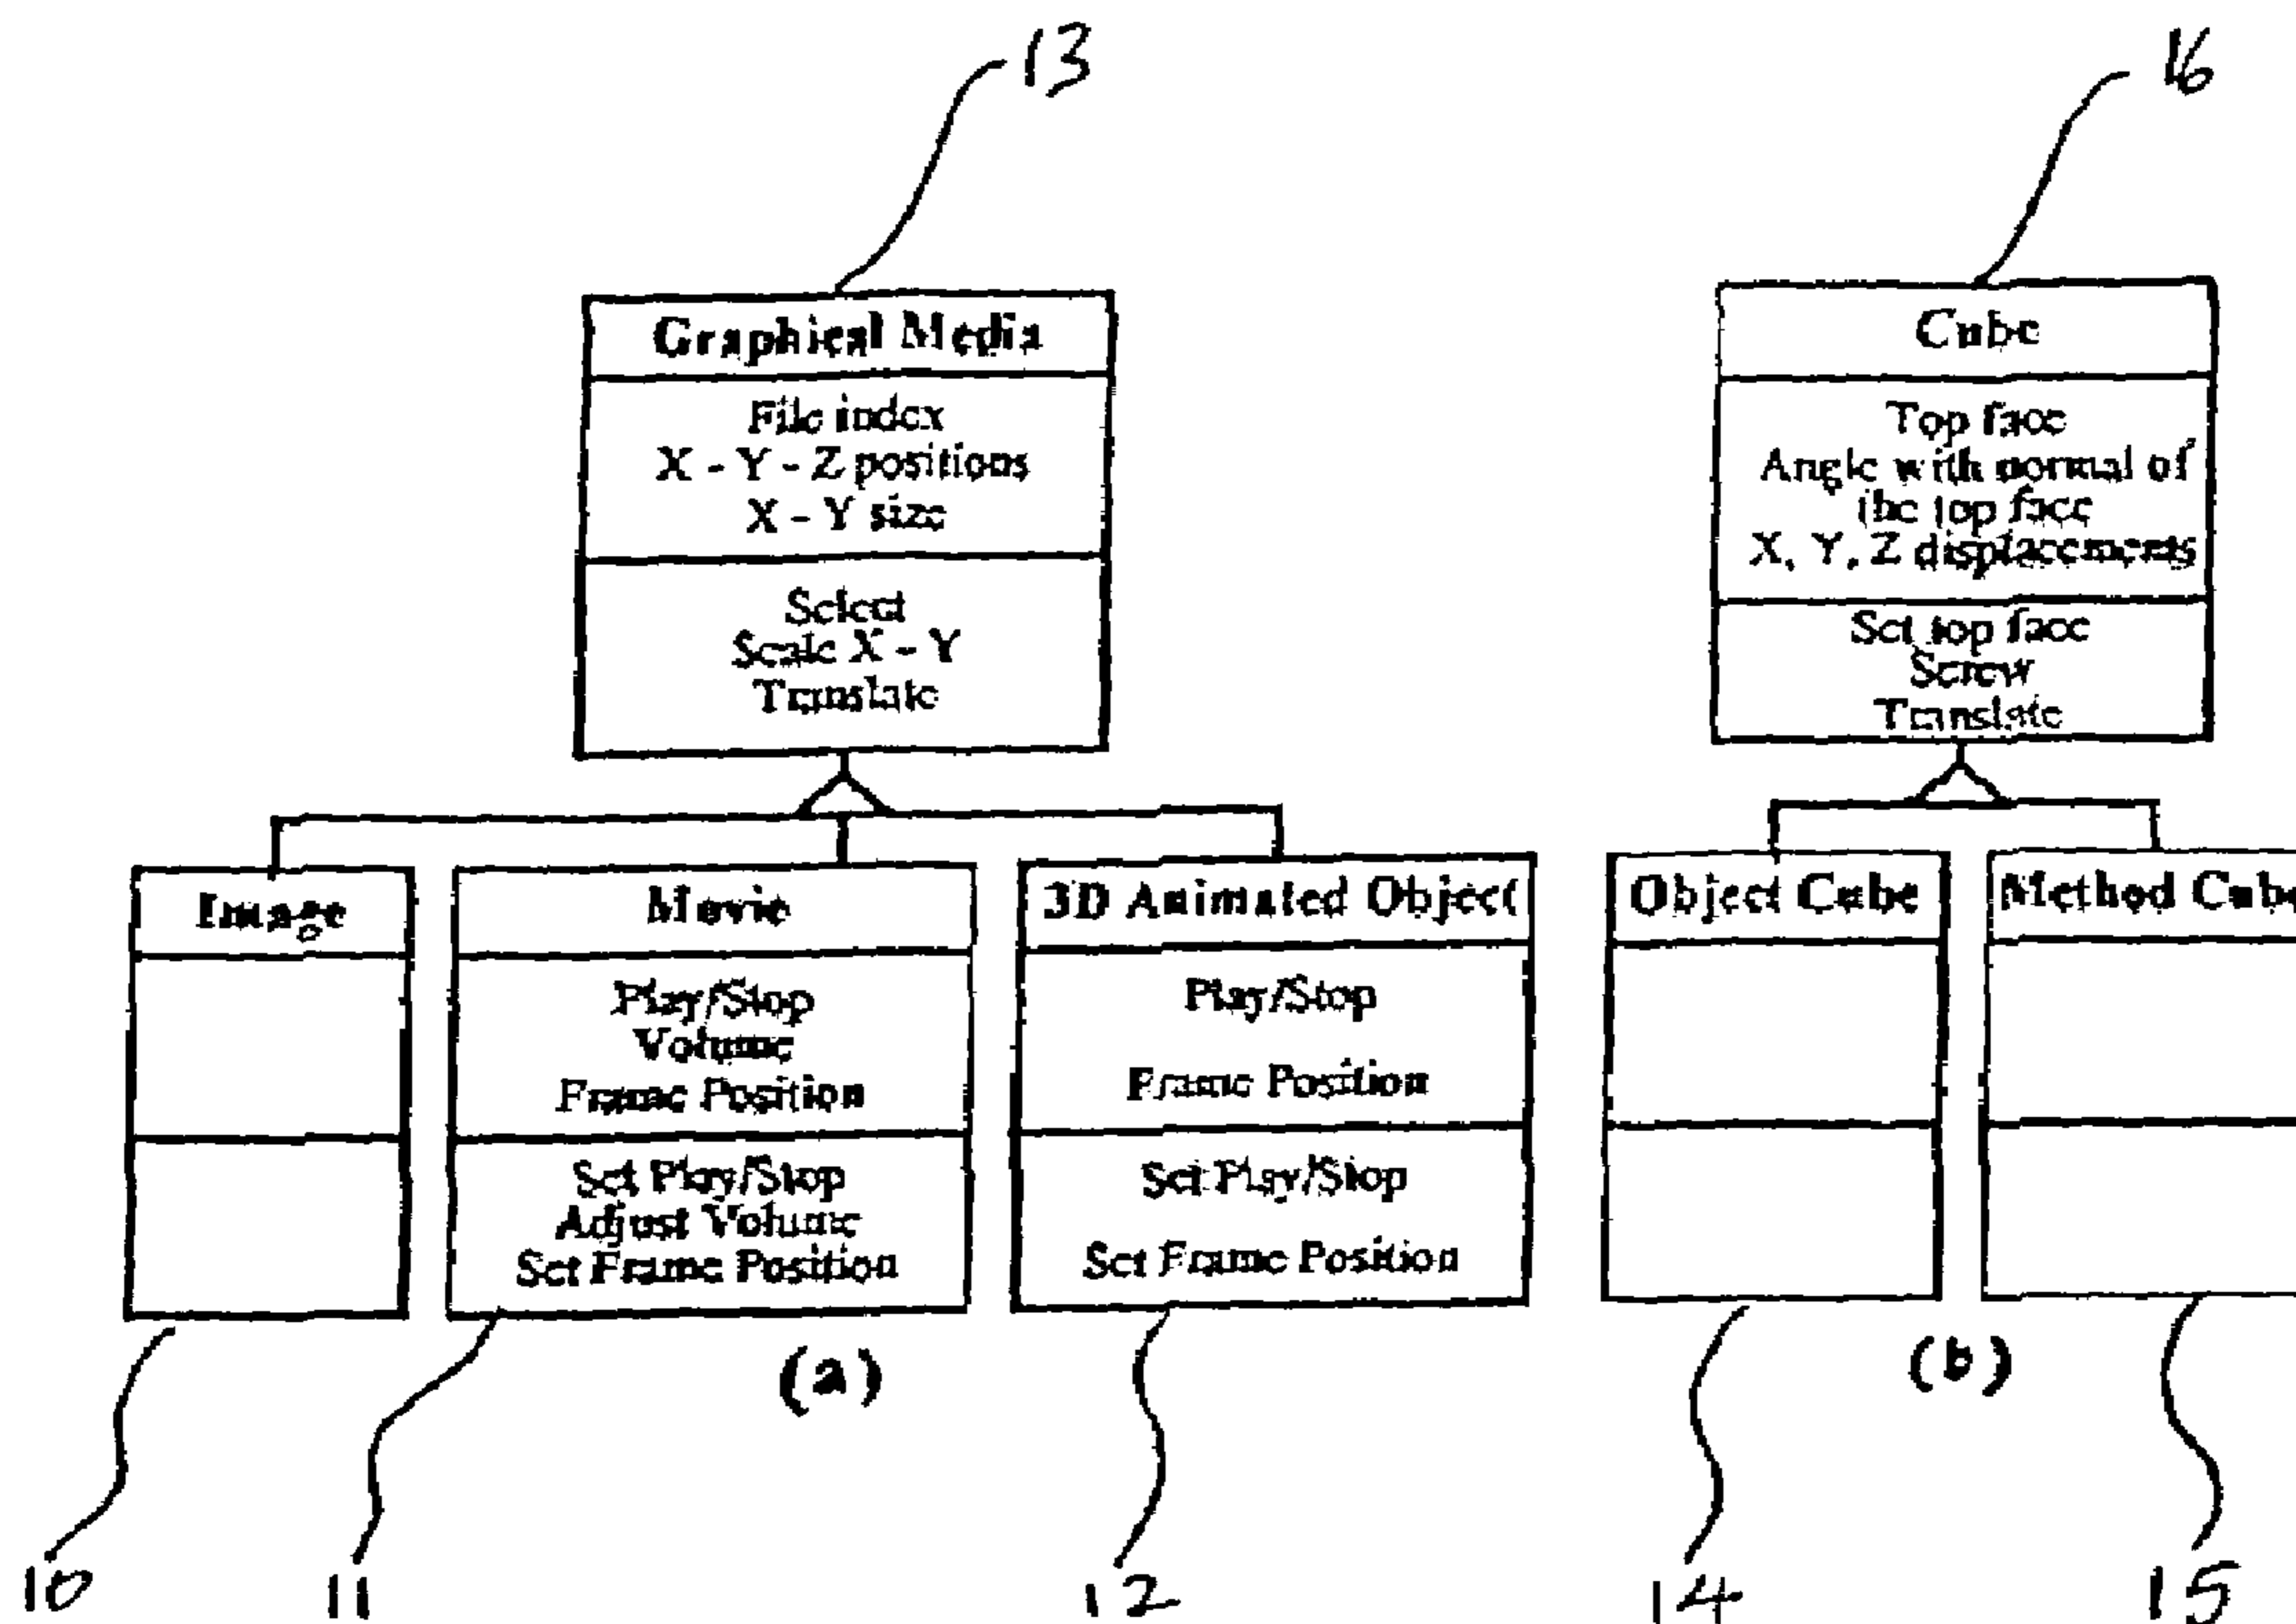 13
16
Graphical Media
File index
X - Y - Z positions
X - Y size
Select
Scale X - Y
Translate
Cube
Top face
Angle with normal of
the top face
X, Y, Z displacements
Set top face
Screw
Translate
Image
Movie
Play/Stop
Volume
Frame Position
Set Play/Stop
Adjust Volume
Set Frame Position
3D Animated Object
Play/Stop
Frame Position
Set Play/Stop
Set Frame Position
Object Cube
Method Cube
(a)
(b)
10
11
12
14
15